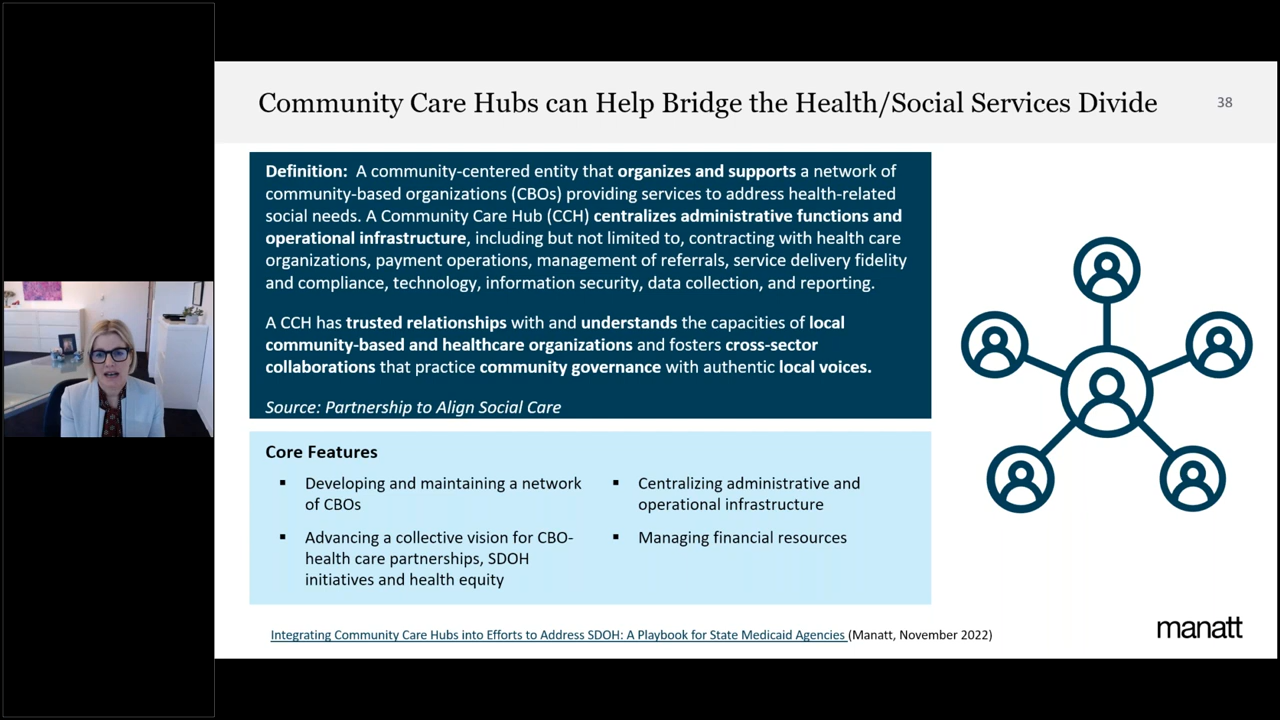 Community Care Hubs can Help Bridge the Health/Social Services Divide
38
Definition: A community-centered entity that organizes and supports a network of
community-based organizations (CBOs) providing services to address health-related
social needs. A Community Care Hub (CCH) centralizes administrative functions and
operational infrastructure, including but not limited to, contracting with health care
organizations, payment operations, management of referrals, service delivery fidelity
and compliance, technology, information security, data collection, and reporting.
A CCH has trusted relationships with and understands the capacities of local
community-based and healthcare organizations and fosters cross-sector
collaborations that practice community governance with authentic local voices.
Source: Partnership to Align Social Care
Core Features
▪ Developing and maintaining a network
of CBOs
▪ Advancing a collective vision for CBO-
health care partnerships, SDOH
initiatives and health equity
▪ Centralizing administrative and
operational infrastructure
▪ Managing financial resources
Integrating Community Care Hubs into Efforts to Address SDOH: A Playbook for State Medicaid Agencies (Manatt, November 2022)
manatt